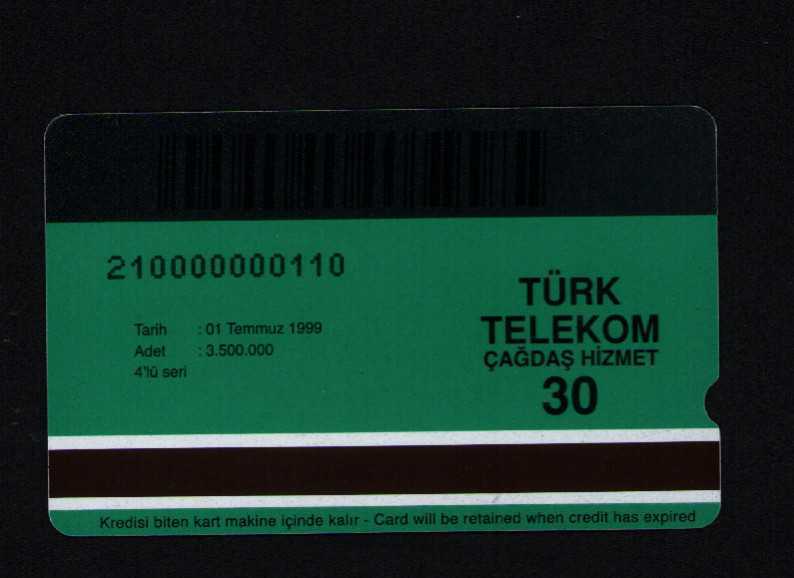 210000000110
Tarih : 01 Temmuz 1999
Adet : 3.500.000
4'lü seri
TÜRK
TELEKOM
ÇAĞDAŞ HİZMET
30
Kredisi biten kart makine içinde kalır - Card will be retained when credit has expired